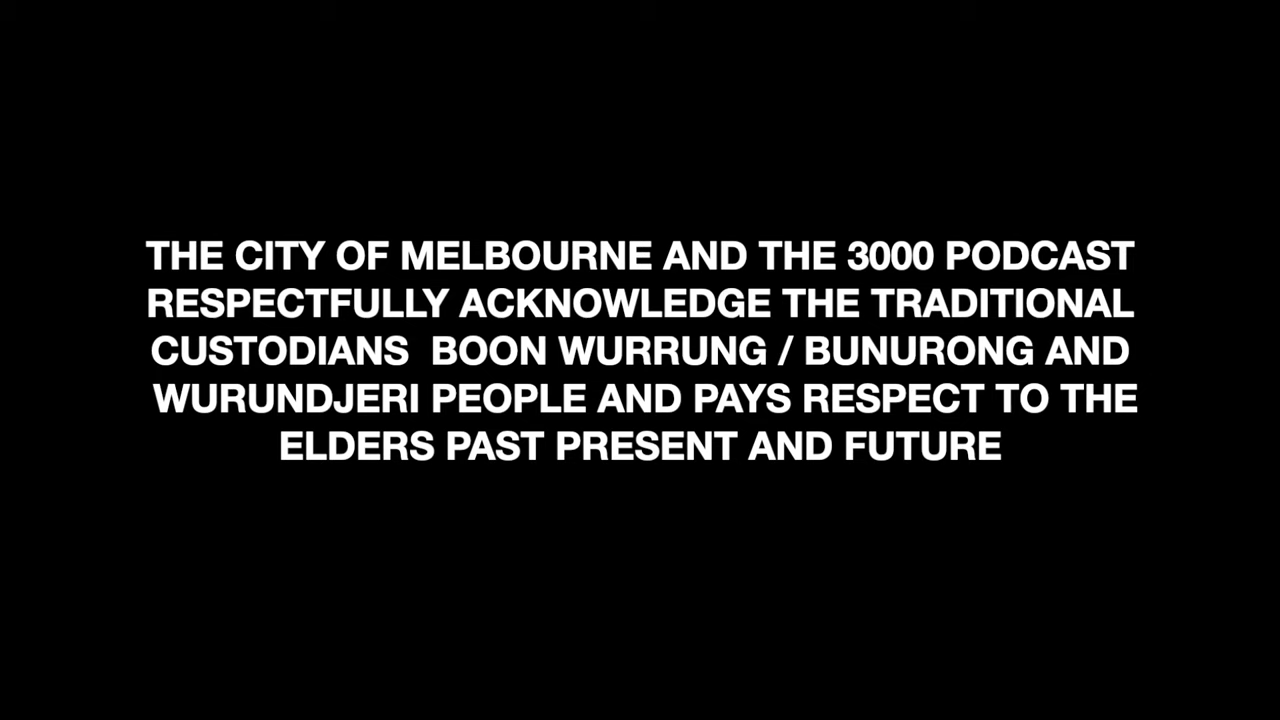 THE CITY OF MELBOURNE AND THE 3000 PODCAST
RESPECTFULLY ACKNOWLEDGE THE TRADITIONAL
CUSTODIANS  BOON WURRUNG / BUNURONG AND
WURUNDJERI PEOPLE AND PAYS RESPECT TO THE
ELDERS PAST PRESENT AND FUTURE